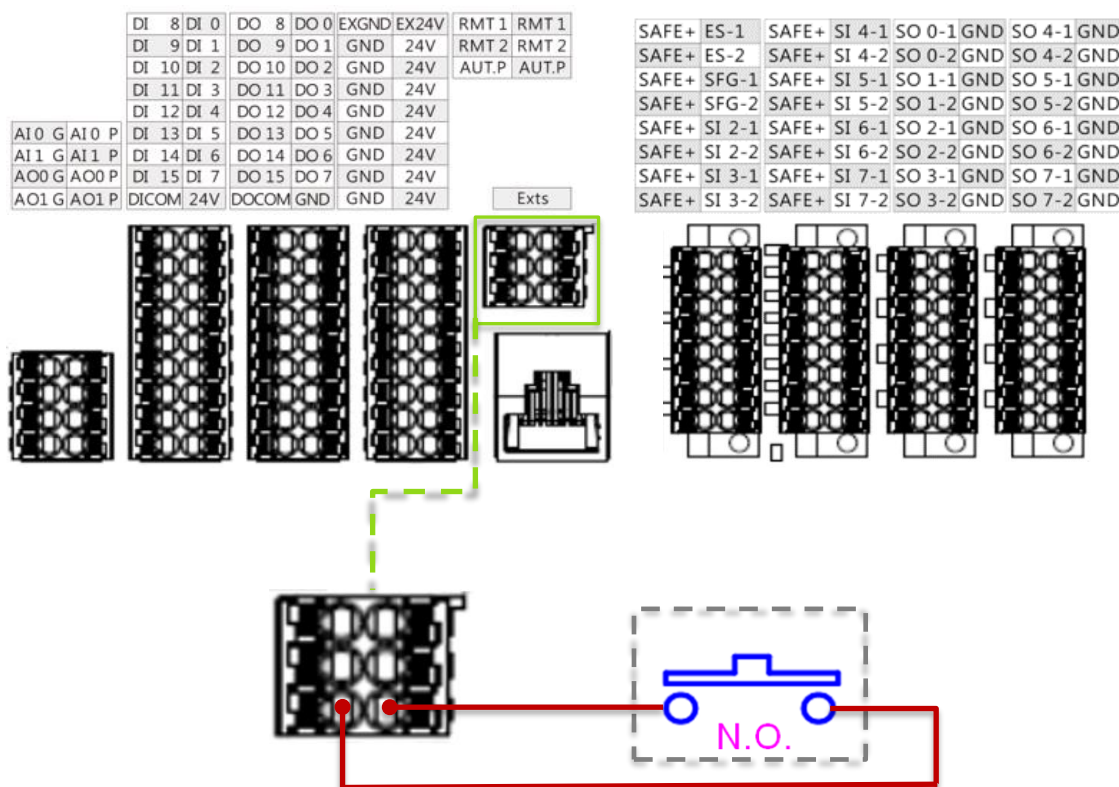 DI 8 DI 0 DO 8 DO 0 EXGND EX24V RMT 1 RMT 1
DI 9 DI 1 DO 9 DO 1 GND 24V RMT 2 RMT 2
DI 10 DI 2 DO 10 DO 2 GND 24V AUT.P AUT.P
DI 11 DI 3 DO 11 DO 3 GND 24V
DI 12 DI 4 DO 12 DO 4 GND 24V
AI 0 G AI 0 P DI 13 DI 5 DO 13 DO 5 GND 24V
AI 1 G AI 1 P DI 14 DI 6 DO 14 DO 6 GND 24V
AO0 G AO0 P DI 15 DI 7 DO 15 DO 7 GND 24V
AO1 G AO1 P DICOM 24V DOCOM GND GND 24V
Exts
SAFE+ ES-1 SAFE+ SI 4-1 SO 0-1 GND SO 4-1 GND
SAFE+ ES-2 SAFE+ SI 4-2 SO 0-2 GND SO 4-2 GND
SAFE+ SFG-1 SAFE+ SI 5-1 SO 1-1 GND SO 5-1 GND
SAFE+ SFG-2 SAFE+ SI 5-2 SO 1-2 GND SO 5-2 GND
SAFE+ SI 2-1 SAFE+ SI 6-1 SO 2-1 GND SO 6-1 GND
SAFE+ SI 2-2 SAFE+ SI 6-2 SO 2-2 GND SO 6-2 GND
SAFE+ SI 3-1 SAFE+ SI 7-1 SO 3-1 GND SO 7-1 GND
SAFE+ SI 3-2 SAFE+ SI 7-2 SO 3-2 GND SO 7-2 GND
N.O.